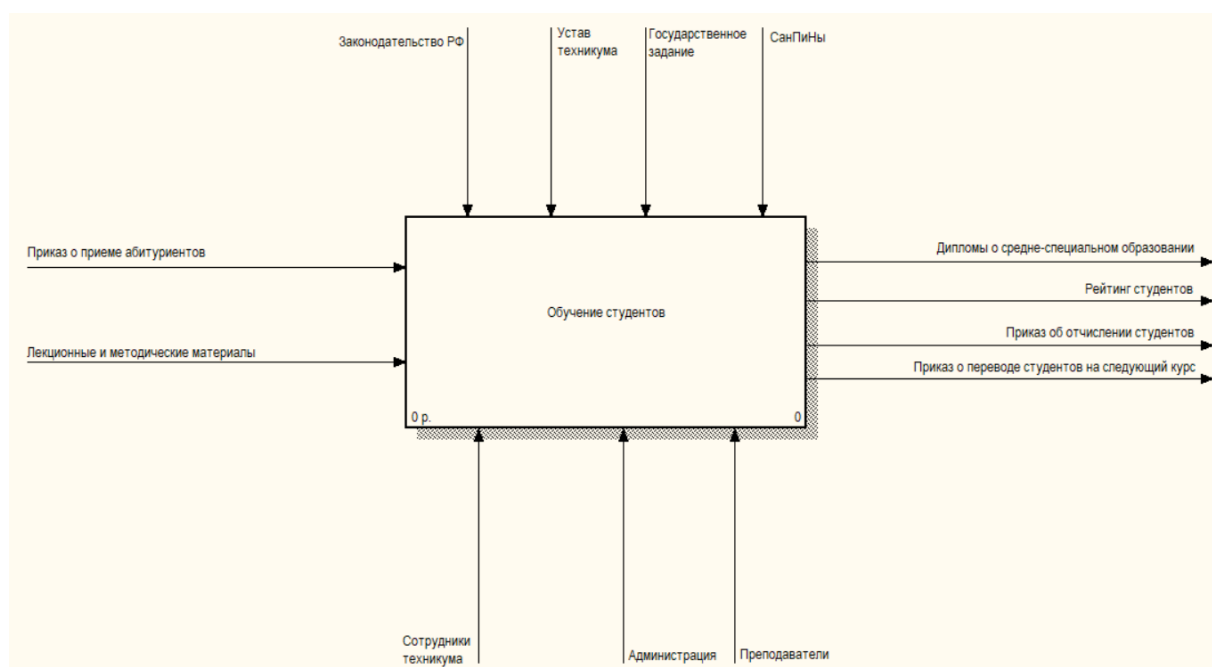 Законодательство РФ
Устав
техникума
Государственное
задание
СанПиНы
Приказ о приеме абитуриентов
Лекционные и методические материалы
Обучение студентов
0 р.
0
Дипломы о средне-специальном образовании
Рейтинг студентов
Приказ об отчислении студентов
Приказ о переводе студентов на следующий курс
Сотрудники
техникума
Администрация
Преподаватели